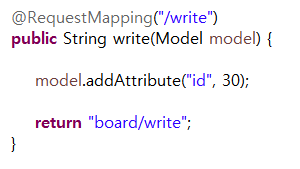 @RequestMapping("/write")
public String write(Model model) {
model.addAttribute("id", 30);
return "board/write";
}